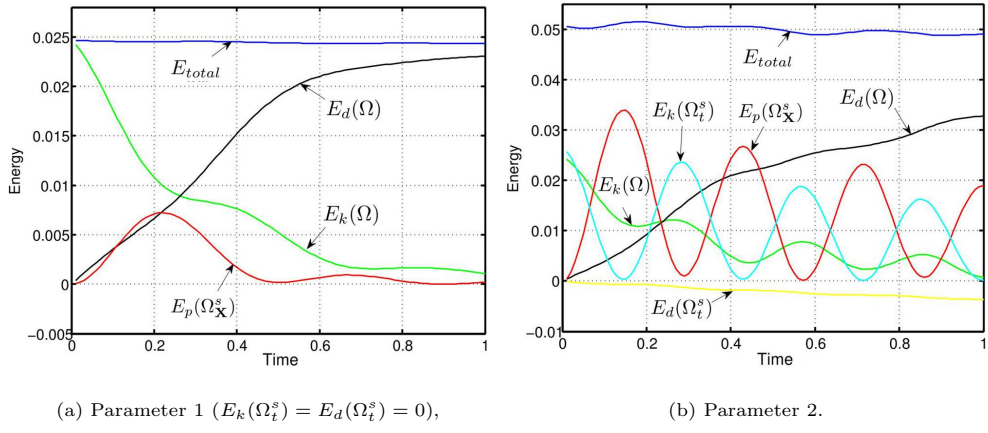 (a)
0.025
0.02
0.015
0.01
0.005
0
−0.005
Energy
0
0.2
0.4
0.6
0.8
1
Time
E_total
E_d(Ω)
E_k(Ω)
E_p(Ω^s_X)
(b)
0.05
0.04
0.03
0.02
0.01
0
−0.01
Energy
0
0.2
0.4
0.6
0.8
1
Time
E_total
E_k(Ω^s_t)
E_p(Ω^s_X)
E_d(Ω)
E_k(Ω)
E_d(Ω^s_t)
(a) Parameter 1 (E_k(Ω^s_t) = E_d(Ω^s_t) = 0),
(b) Parameter 2.